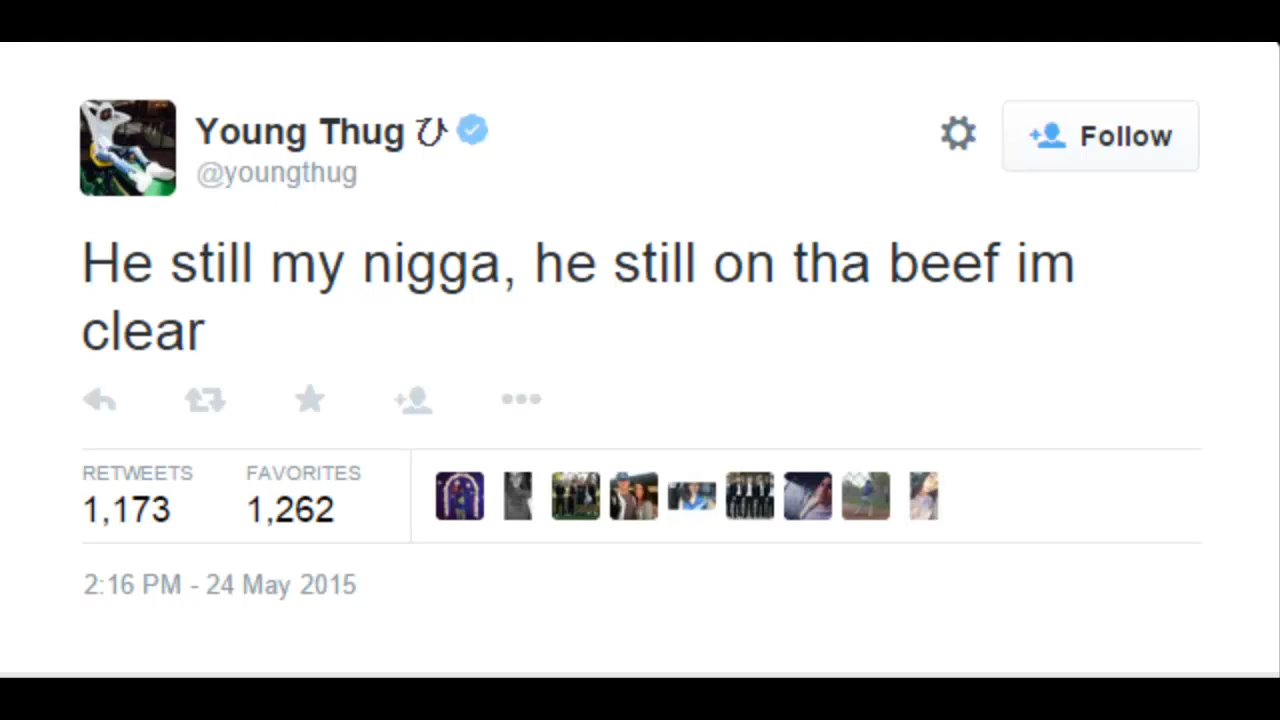 Young Thug ひ
@youngthug
Follow
He still my nigga, he still on tha beef im
clear
RETWEETS FAVORITES
1,173 1,262
2:16 PM - 24 May 2015